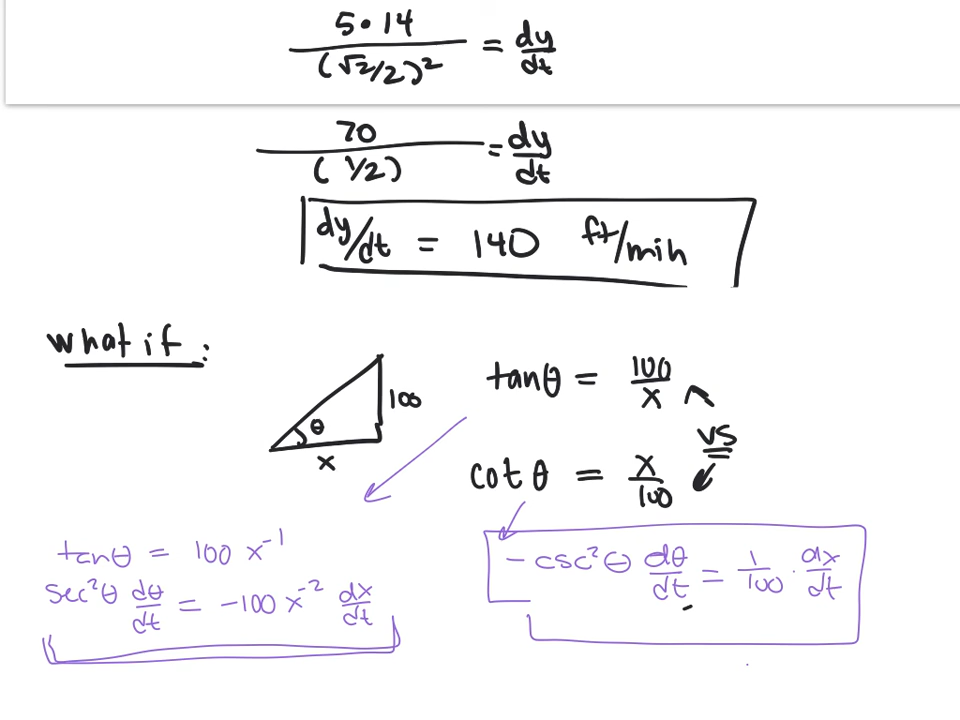 5 • 14 / (√2/2)² = dy/dt
70 / (1/2) = dy/dt
dy/dt = 140 ft/min
What if:
100
θ
x
tanθ = 100/x
vs
cot θ = x/100
tanθ = 100 x⁻¹
sec²θ dθ/dt = -100 x⁻² dx/dt
- csc²θ dθ/dt = 1/100 · dx/dt